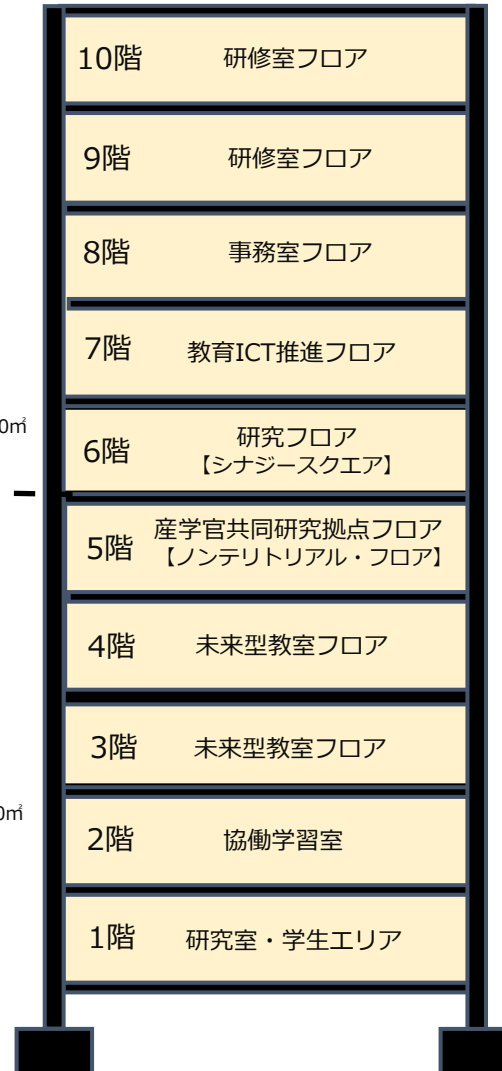 10階 研修室フロア
9階 研修室フロア
8階 事務室フロア
7階 教育ICT推進フロア
0㎡
6階 研究フロア
【シナジースクエア】
5階 産学官共同研究拠点フロア
【ノンテリトリアル・フロア】
4階 未来型教室フロア
3階 未来型教室フロア
0㎡
2階 協働学習室
1階 研究室・学生エリア